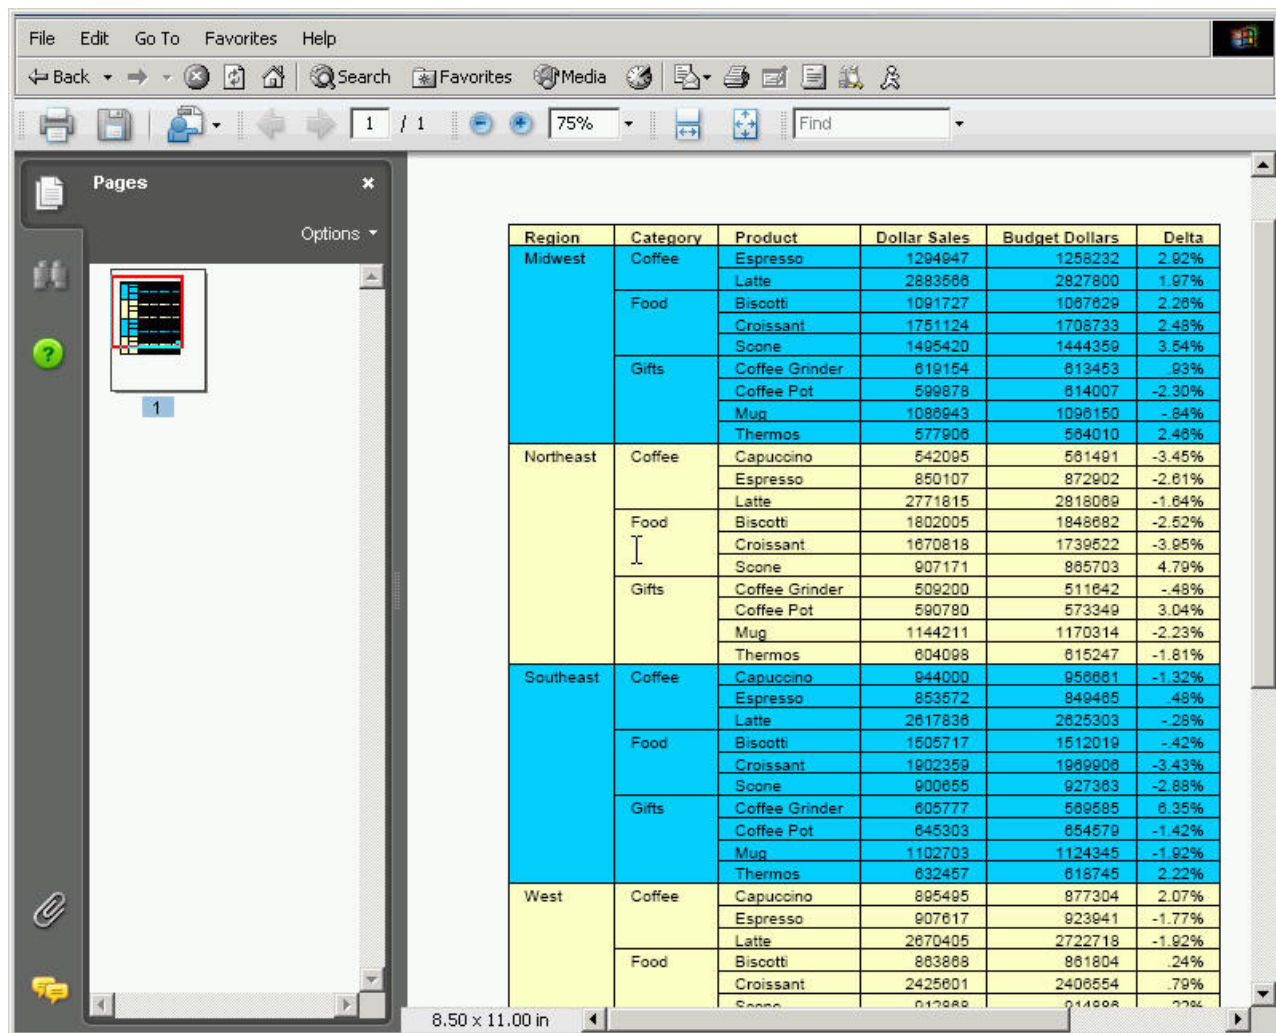 File Edit Go To Favorites Help
Back Search Favorites Media
1 / 1 75% Find
Pages
Options
1
Region Category Product Dollar Sales Budget Dollars Delta
Midwest Coffee Espresso 1294947 1258232 2.92%
Latte 2883566 2827800 1.97%
Food Biscotti 1091727 1067629 2.26%
Croissant 1751124 1708733 2.48%
Scone 1495420 1444359 3.54%
Gifts Coffee Grinder 619154 613453 .93%
Coffee Pot 599878 614007 -2.30%
Mug 1086943 1096150 -.84%
Thermos 577906 564010 2.46%
Northeast Coffee Capuccino 542095 561491 -3.45%
Espresso 850107 872902 -2.61%
Latte 2771815 2818069 -1.64%
Food Biscotti 1802005 1848682 -2.52%
Croissant 1670818 1739522 -3.95%
Scone 907171 865703 4.79%
Gifts Coffee Grinder 509200 511642 -.48%
Coffee Pot 590780 573349 3.04%
Mug 1144211 1170314 -2.23%
Thermos 604098 615247 -1.81%
Southeast Coffee Capuccino 944000 956661 -1.32%
Espresso 853572 849465 .48%
Latte 2617836 2625303 -.28%
Food Biscotti 1505717 1512019 -.42%
Croissant 1902359 1969906 -3.43%
Scone 900655 927363 -2.88%
Gifts Coffee Grinder 605777 569585 6.35%
Coffee Pot 645303 654579 -1.42%
Mug 1102703 1124345 -1.92%
Thermos 632457 618745 2.22%
West Coffee Capuccino 895495 877304 2.07%
Espresso 907617 923941 -1.77%
Latte 2670405 2722718 -1.92%
Food Biscotti 863868 861804 .24%
Croissant 2425601 2406554 .79%
Scone
8.50 x 11.00 in